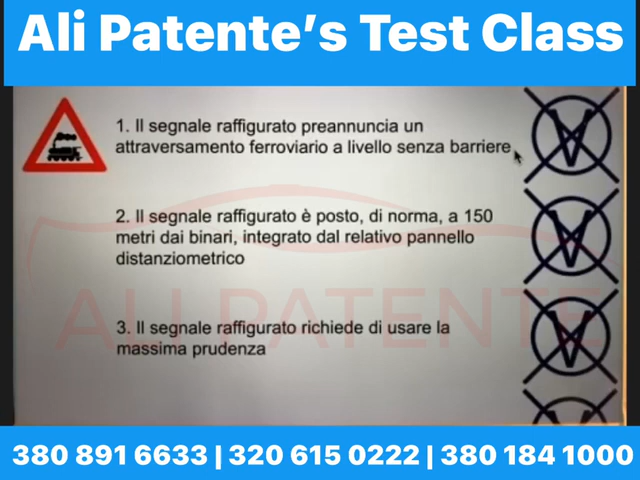 Ali Patente's Test Class
1. Il segnale raffigurato preannuncia un
attraversamento ferroviario a livello senza barriere
V
2. Il segnale raffigurato è posto, di norma, a 150
metri dai binari, integrato dal relativo pannello
distanziometrico
V
3. Il segnale raffigurato richiede di usare la
massima prudenza
V
ALI PATENTE
380 891 6633 | 320 615 0222 | 380 184 1000